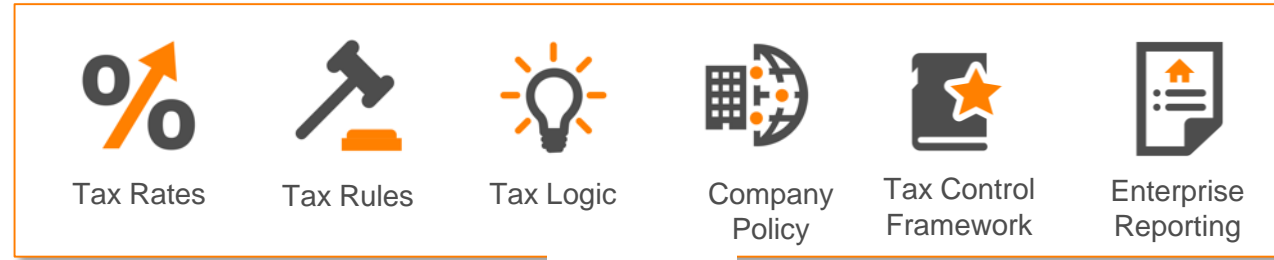 Tax Rates
Tax Rules
Tax Logic
Company
Policy
Tax Control
Framework
Enterprise
Reporting